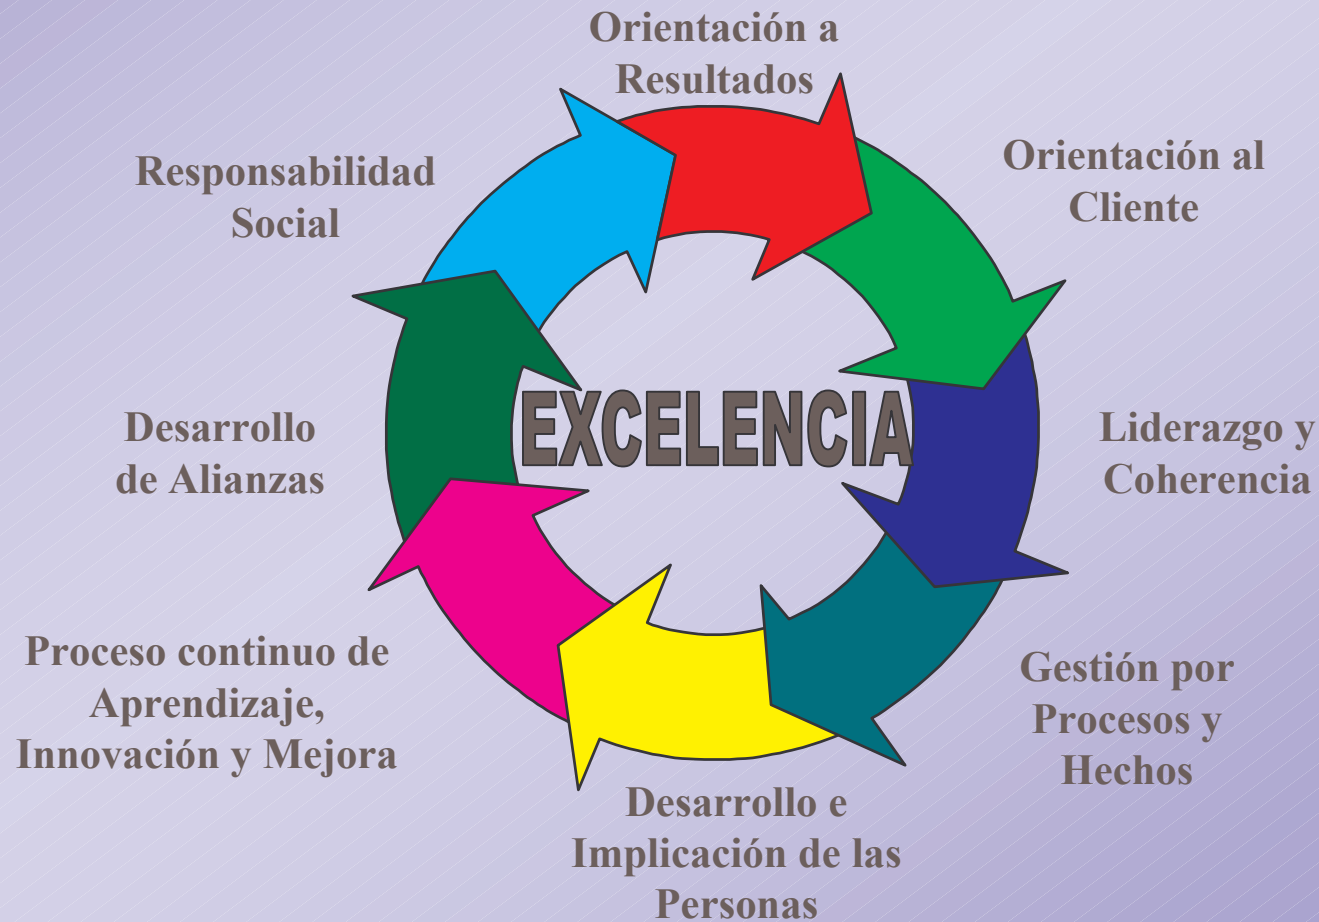 Orientación a
Resultados
Orientación al
Cliente
Liderazgo y
Coherencia
Gestión por
Procesos y
Hechos
Desarrollo e
Implicación de las
Personas
Proceso continuo de
Aprendizaje,
Innovación y Mejora
Desarrollo
de Alianzas
Responsabilidad
Social
EXCELENCIA